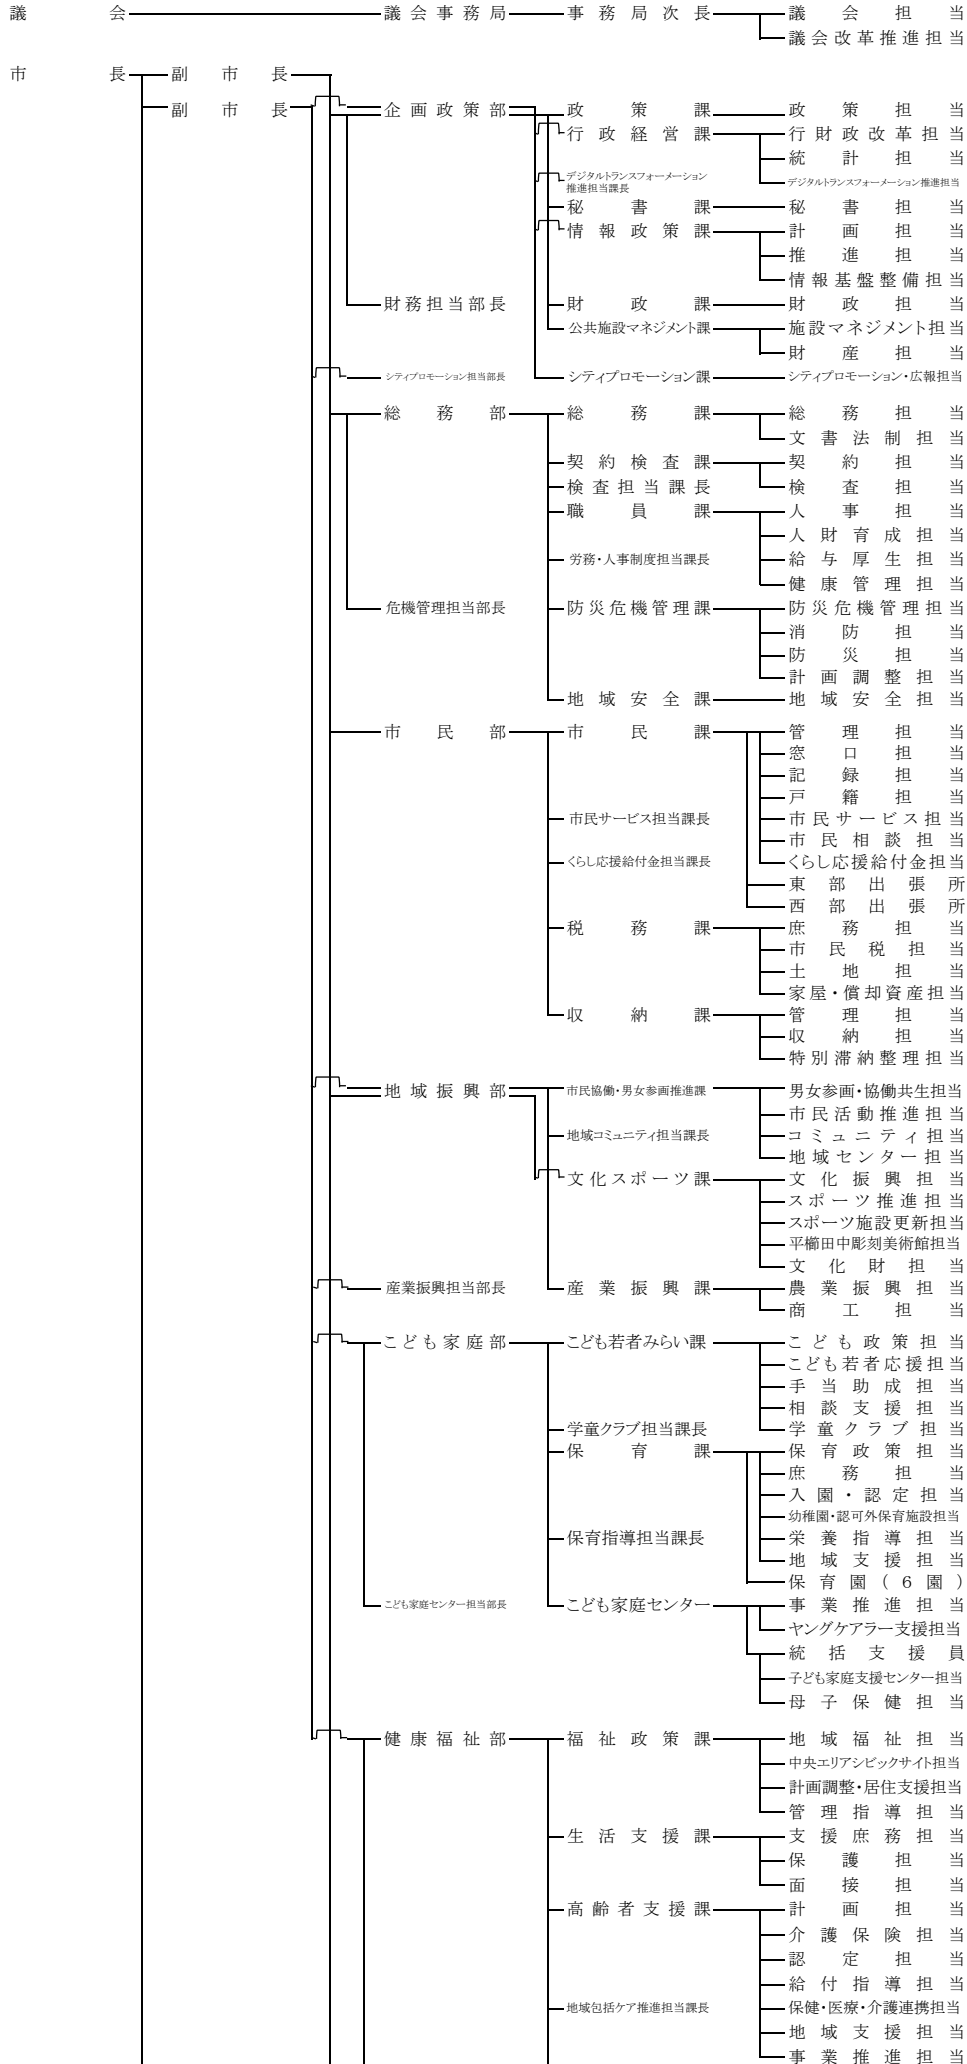 議会 議会事務局 事務局次長 議会担当
議会改革推進担当
市長 副市長
副市長 企画政策部 政策課 政策担当
行政経営課 行財政改革担当
統計担当
デジタルトランスフォーメーション推進担当課長 デジタルトランスフォーメーション推進担当
秘書課 秘書担当
情報政策課 計画担当
推進担当
情報基盤整備担当
財務担当部長 財政課 財政担当
公共施設マネジメント課 施設マネジメント担当
財産担当
シティプロモーション担当部長 シティプロモーション課 シティプロモーション・広報担当
総務部 総務課 総務担当
文書法制担当
契約検査課 契約担当
検査担当課長 検査担当
職員課 人事担当
人財育成担当
労務・人事制度担当課長 給与厚生担当
健康管理担当
危機管理担当部長 防災危機管理課 防災危機管理担当
消防担当
防災担当
計画調整担当
地域安全課 地域安全担当
市民部 市民課 管理担当
窓口担当
記録担当
戸籍担当
市民サービス担当課長 市民サービス担当
市民相談担当
くらし応援給付金担当課長 くらし応援給付金担当
東部出張所
西部出張所
税務課 庶務担当
市民税担当
土地担当
家屋・償却資産担当
収納課 管理担当
収納担当
特別滞納整理担当
地域振興部 市民協働・男女参画推進課 男女参画・協働共生担当
市民活動推進担当
地域コミュニティ担当課長 コミュニティ担当
地域センター担当
文化スポーツ課 文化振興担当
スポーツ推進担当
スポーツ施設更新担当
平櫛田中彫刻美術館担当
文化財担当
産業振興担当部長 産業振興課 農業振興担当
商工担当
こども家庭部 こども若者みらい課 こども政策担当
こども若者応援担当
手当助成担当
相談支援担当
学童クラブ担当課長 学童クラブ担当
保育課 保育政策担当
庶務担当
入園・認定担当
幼稚園・認可外保育施設担当
保育指導担当課長 栄養指導担当
地域支援担当
保育園(6園)
こども家庭センター担当部長 こども家庭センター 事業推進担当
ヤングケアラー支援担当
統括支援員
子ども家庭支援センター担当
母子保健担当
健康福祉部 福祉政策課 地域福祉担当
中央エリアシビックサイト担当
計画調整・居住支援担当
管理指導担当
生活支援課 支援庶務担当
保護担当
面接担当
高齢者支援課 計画担当
介護保険担当
認定担当
給付指導担当
地域包括ケア推進担当課長 保健・医療・介護連携担当
地域支援担当
事業推進担当